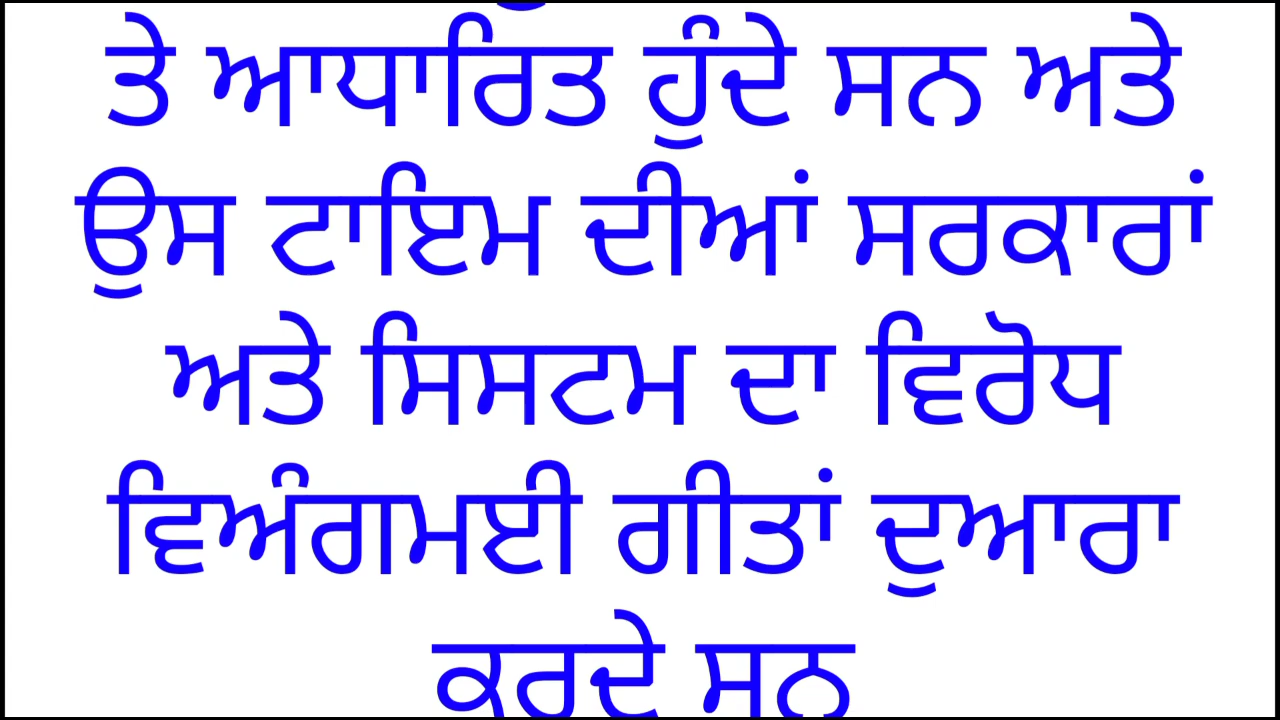 ਤੇ ਆਧਾਰਿਤ ਹੁੰਦੇ ਸਨ ਅਤੇ
ਉਸ ਟਾਇਮ ਦੀਆਂ ਸਰਕਾਰਾਂ
ਅਤੇ ਸਿਸਟਮ ਦਾ ਵਿਰੋਧ
ਵਿਅੰਗਮਈ ਗੀਤਾਂ ਦੁਆਰਾ
ਕਰਦੇ ਸਨ